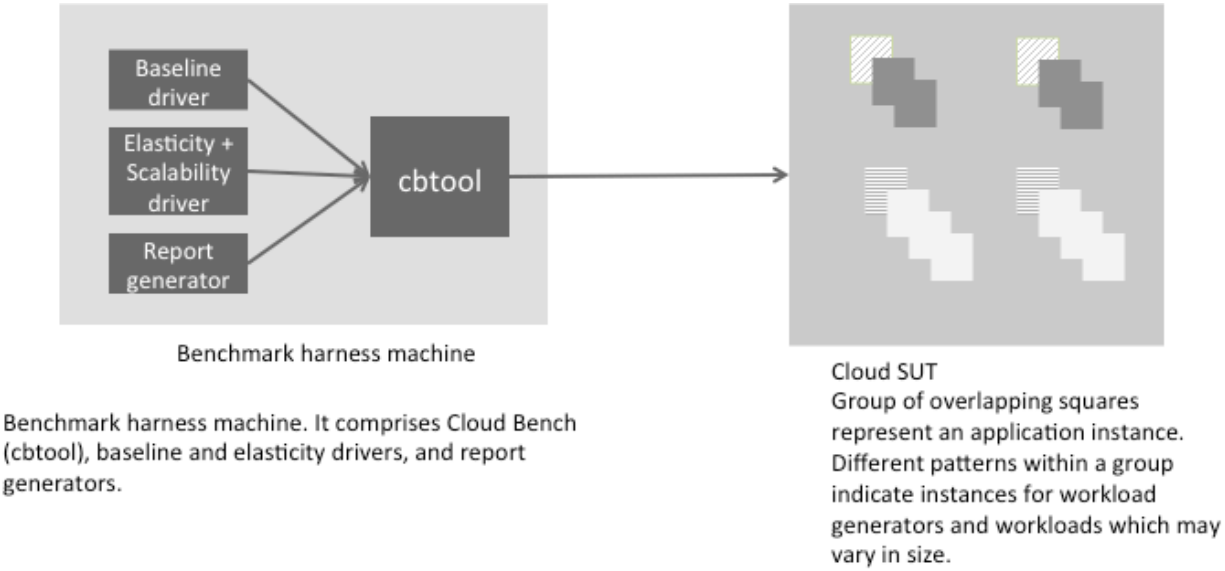 Baseline
driver
Elasticity +
Scalability
driver
Report
generator
cbtool
Benchmark harness machine
Benchmark harness machine. It comprises Cloud Bench
(cbtool), baseline and elasticity drivers, and report
generators.
Cloud SUT
Group of overlapping squares
represent an application instance.
Different patterns within a group
indicate instances for workload
generators and workloads which may
vary in size.